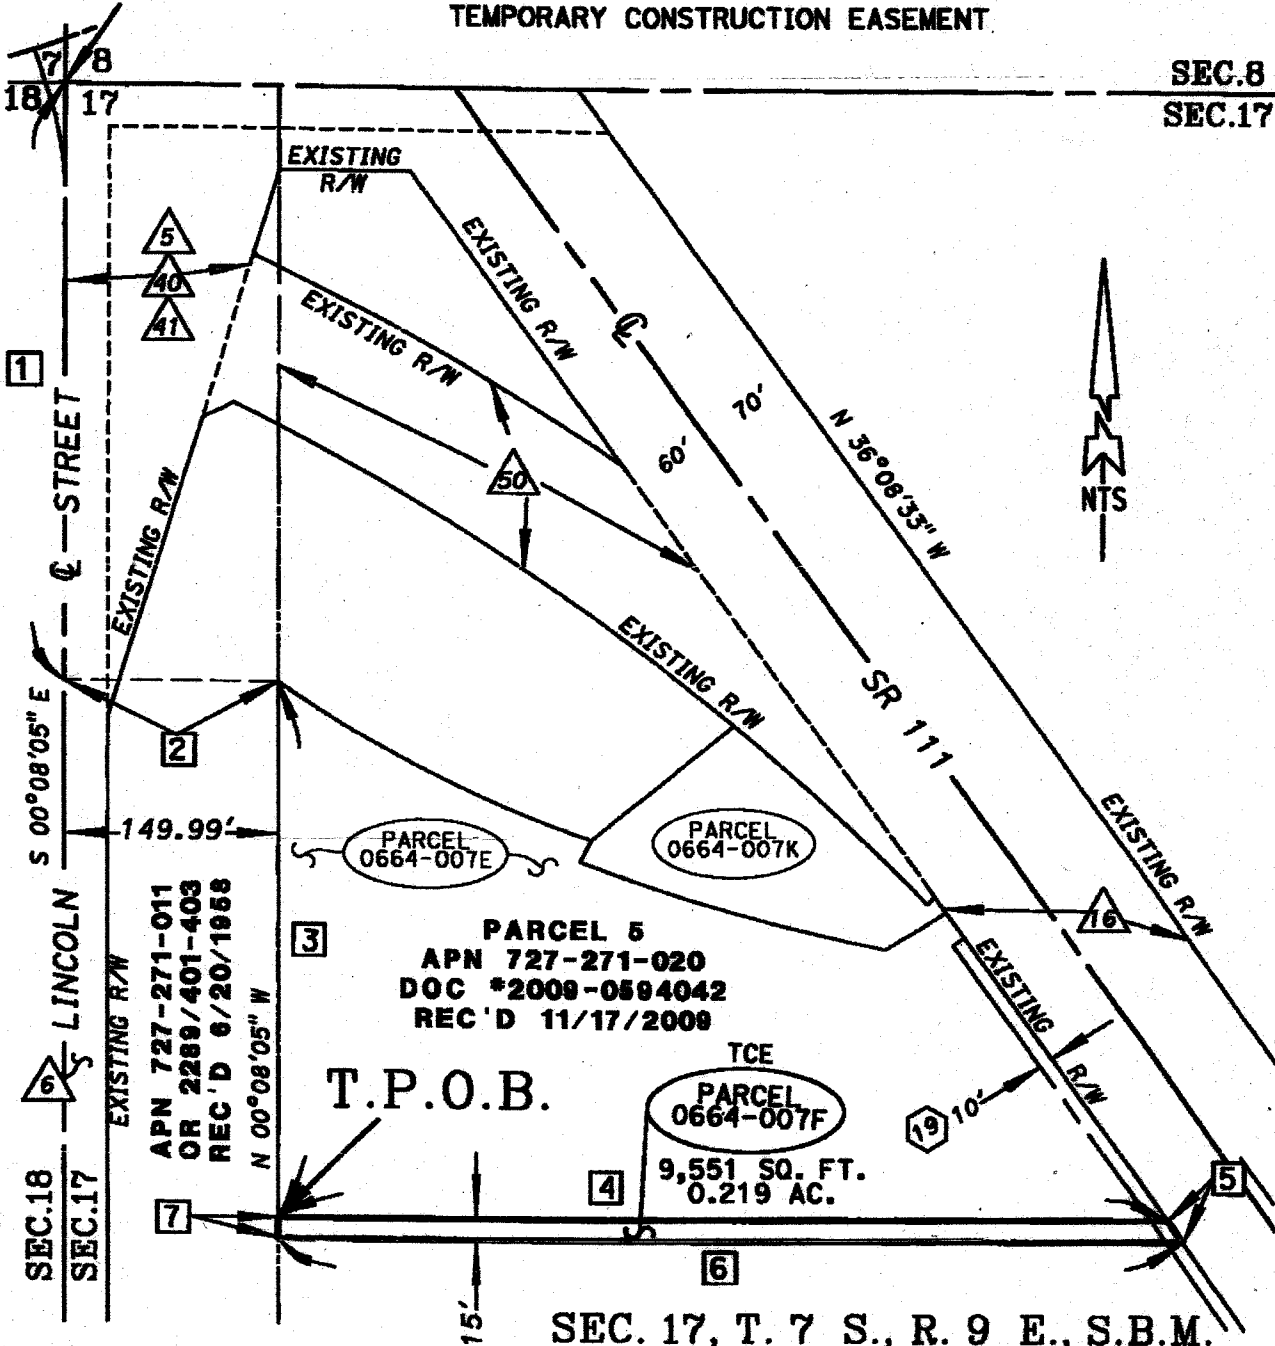 TEMPORARY CONSTRUCTION EASEMENT
7 8
18 17
SEC.8
SEC.17
EXISTING
R/W
EXISTING R/W
5
40
41
EXISTING R/W
℄
70'
60'
N 36°08'33" W
NTS
1
℄ STREET
50
EXISTING R/W
EXISTING R/W
SR 111
2
S 00°08'05" E
149.99'
PARCEL
0664-007E
PARCEL
0664-007K
EXISTING R/W
16
LINCOLN
6
EXISTING R/W
APN 727-271-011
OR 2289/401-403
REC'D 6/20/1958
3
N 00°08'05" W
PARCEL 5
APN 727-271-020
DOC #2009-0594042
REC'D 11/17/2009
EXISTING
R/W
TCE
PARCEL
0664-007F
9,551 SQ. FT.
0.219 AC.
19 10'
T.P.O.B.
4
5
7
6
SEC.18
SEC.17
15'
SEC. 17, T. 7 S., R. 9 E., S.B.M.